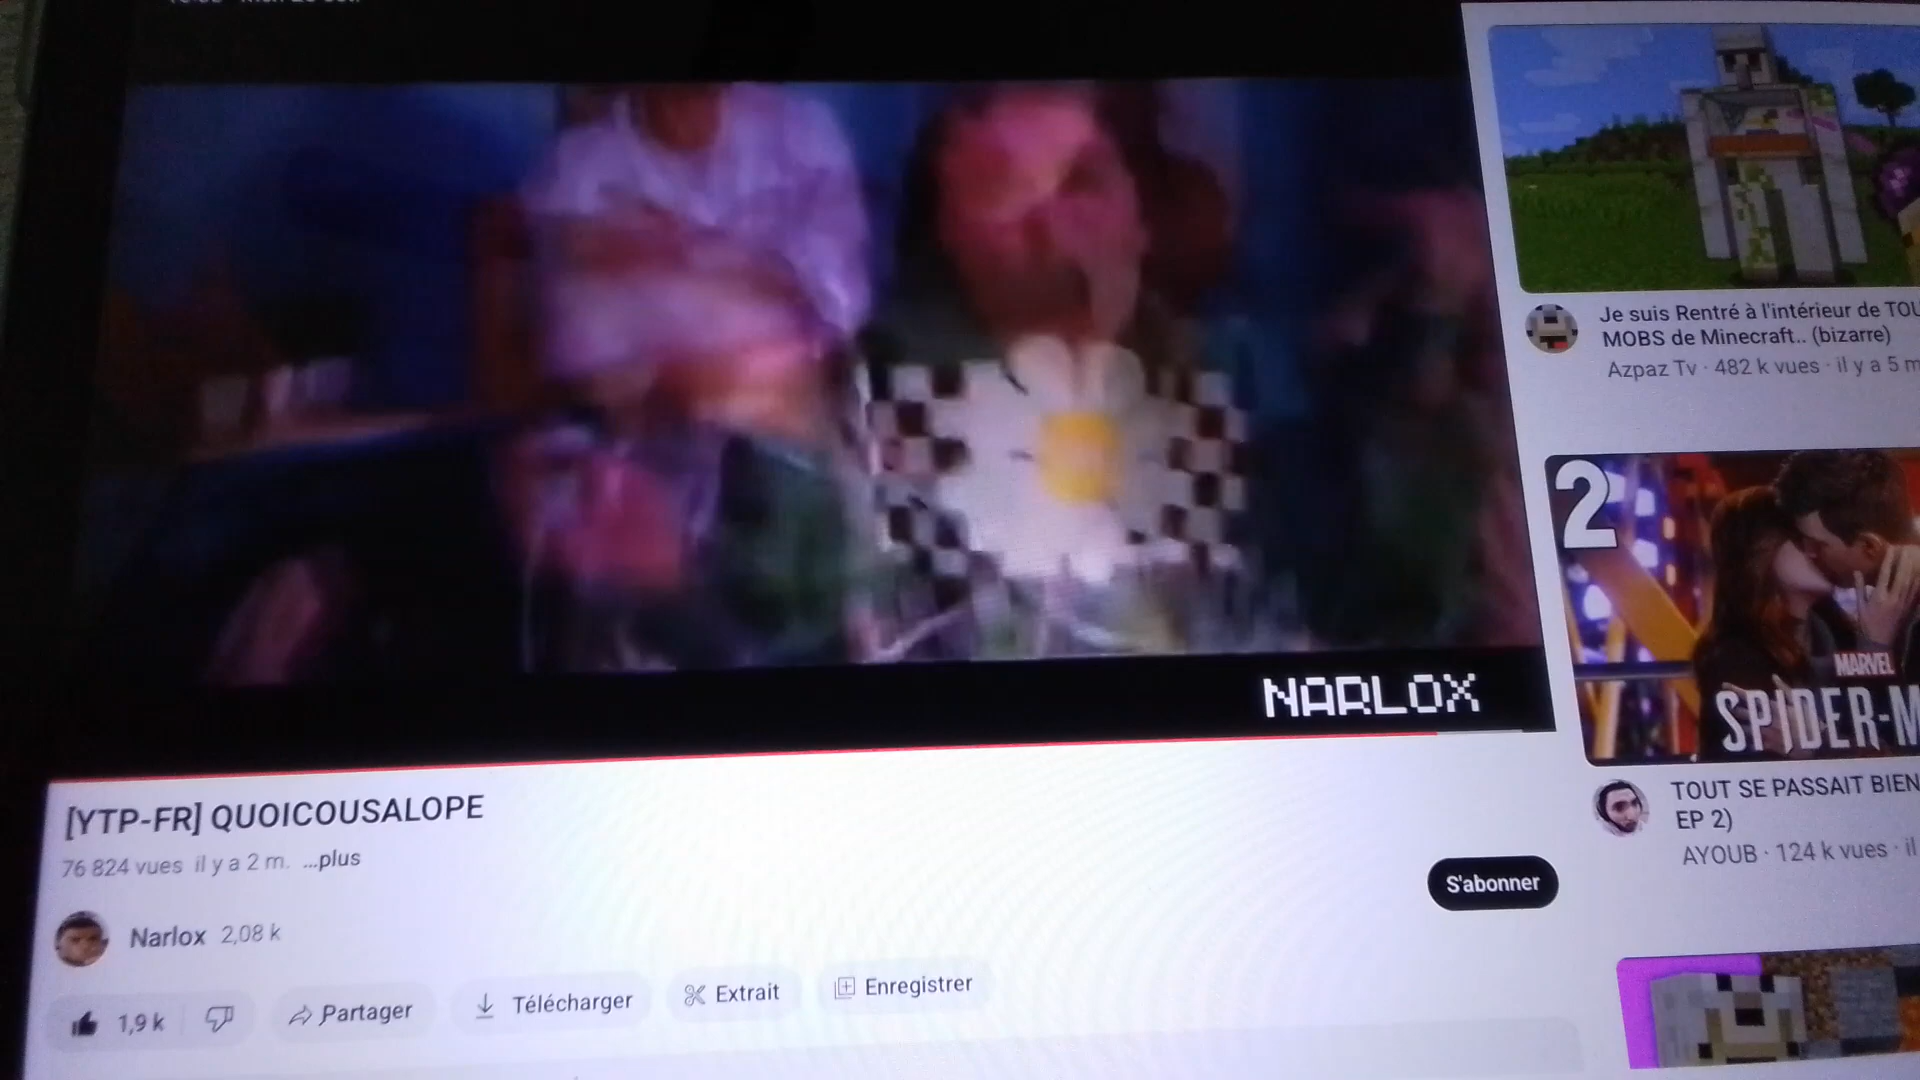 NARLOX
[YTP-FR] QUOICOUSALOPE
76 824 vues il y a 2 m. ...plus
Narlox 2,08 k
S'abonner
1,9 k
Partager
Télécharger
Extrait
Enregistrer
Je suis Rentré à l'intérieur de TOU
MOBS de Minecraft.. (bizarre)
Azpaz Tv · 482 k vues · il y a 5 m
2
MARVEL
SPIDER-M
TOUT SE PASSAIT BIEN
EP 2)
AYOUB · 124 k vues · il